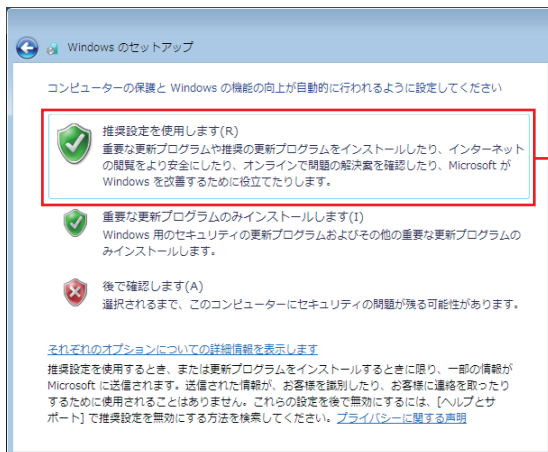 Windows のセットアップ
コンピューターの保護と Windows の機能の向上が自動的に行われるように設定してください
推奨設定を使用します(R)
重要な更新プログラムや推奨の更新プログラムをインストールしたり、インターネット
の閲覧をより安全にしたり、オンラインで問題の解決案を確認したり、Microsoft が
Windows を改善するために役立てたりします。
重要な更新プログラムのみインストールします(I)
Windows 用のセキュリティの更新プログラムおよびその他の重要な更新プログラムの
みインストールします。
後で確認します(A)
選択されるまで、このコンピューターにセキュリティの問題が残る可能性があります。
それぞれのオプションについての詳細情報を表示します
推奨設定を使用するとき、または更新プログラムをインストールするときに限り、一部の情報が
Microsoft に送信されます。送信された情報が、お客様を識別したり、お客様に連絡を取ったり
するために使用されることはありません。これらの設定を後で無効にするには、[ヘルプとサ
ポート] で推奨設定を無効にする方法を検索してください。プライバシーに関する声明